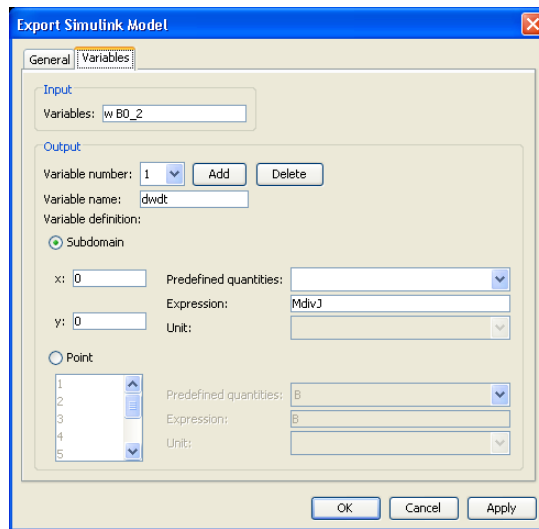 Export Simulink Model
General Variables
Input
Variables: w B0_2
Output
Variable number: 1 Add Delete
Variable name: dwdt
Variable definition:
Subdomain
x: 0 Predefined quantities:
Expression: MdivJ
y: 0 Unit:
Point
1
2 Predefined quantities: B
3 Expression: B
4 Unit:
5
OK Cancel Apply